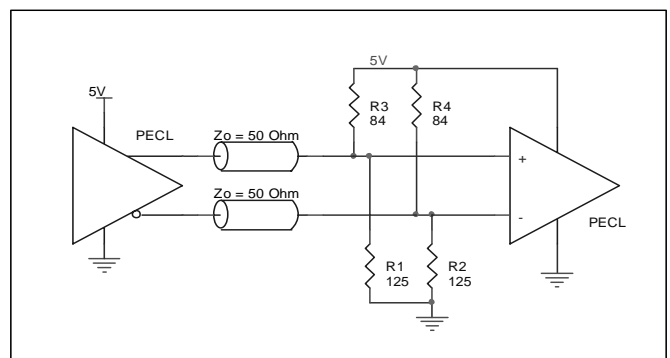 5V
5V
R3
84
R4
84
PECL
Zo = 50 Ohm
+
Zo = 50 Ohm
-
PECL
R1
125
R2
125